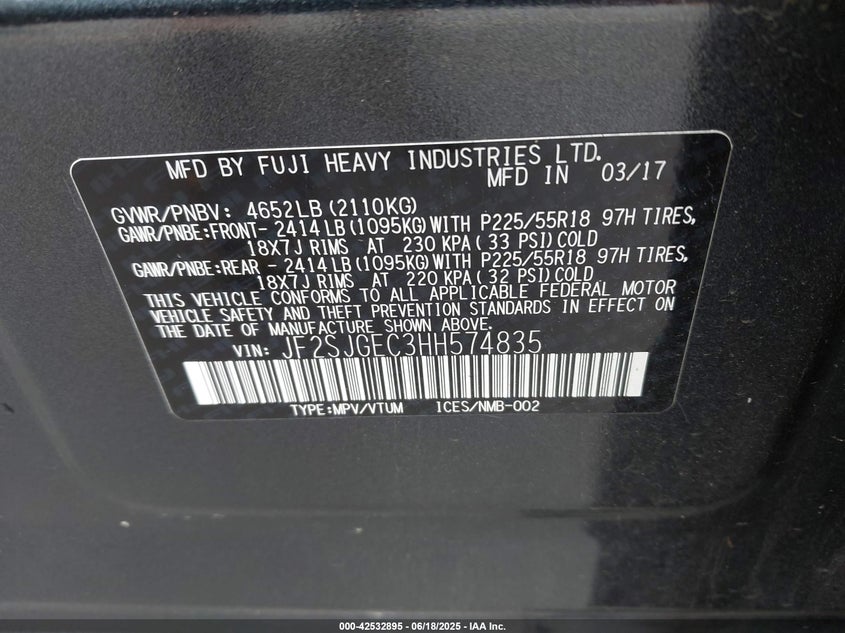 MFD BY FUJI HEAVY INDUSTRIES LTD.
MFD IN 03/17
GVWR/PNBV: 4652LB (2110KG)
GAWR/PNBE:FRONT- 2414LB (1095KG) WITH P225/55R18 97H TIRES,
18X7J RIMS AT 230 KPA ( 33 PSI) COLD
GAWR/PNBE:REAR - 2414LB (1095KG) WITH P225/55R18 97H TIRES,
18X7J RIMS AT 220 KPA ( 32 PSI) COLD
THIS VEHICLE CONFORMS TO ALL APPLICABLE FEDERAL MOTOR
VEHICLE SAFETY AND THEFT PREVENTION STANDARDS IN EFFECT ON
THE DATE OF MANUFACTURE SHOWN ABOVE.
VIN: JF2SJGEC3HH574835
TYPE:MPV/VTUM ICES/NMB-002
000-42532895 - 06/18/2025 - IAA Inc.